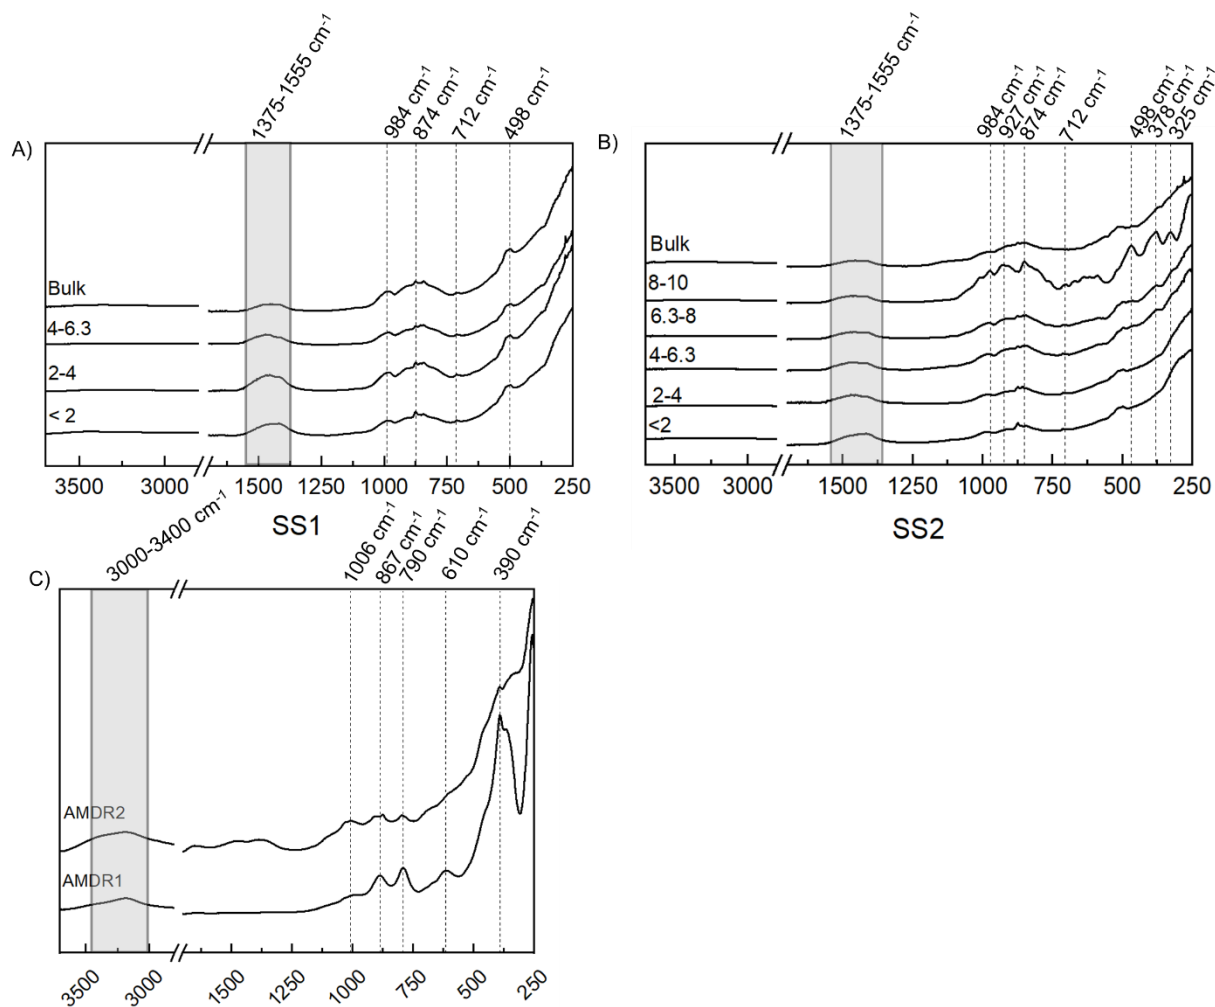 A)
1375-1555 cm⁻¹
984 cm⁻¹
874 cm⁻¹
712 cm⁻¹
498 cm⁻¹
Bulk
4-6.3
2-4
< 2
3500 3000 1500 1250 1000 750 500 250
SS1
B)
1375-1555 cm⁻¹
984 cm⁻¹
927 cm⁻¹
874 cm⁻¹
712 cm⁻¹
498 cm⁻¹
378 cm⁻¹
325 cm⁻¹
Bulk
8-10
6.3-8
4-6.3
2-4
<2
3500 3000 1500 1250 1000 750 500 250
SS2
C)
3000-3400 cm⁻¹
1006 cm⁻¹
867 cm⁻¹
790 cm⁻¹
610 cm⁻¹
390 cm⁻¹
AMDR2
AMDR1
3500 3000 1500 1250 1000 750 500 250